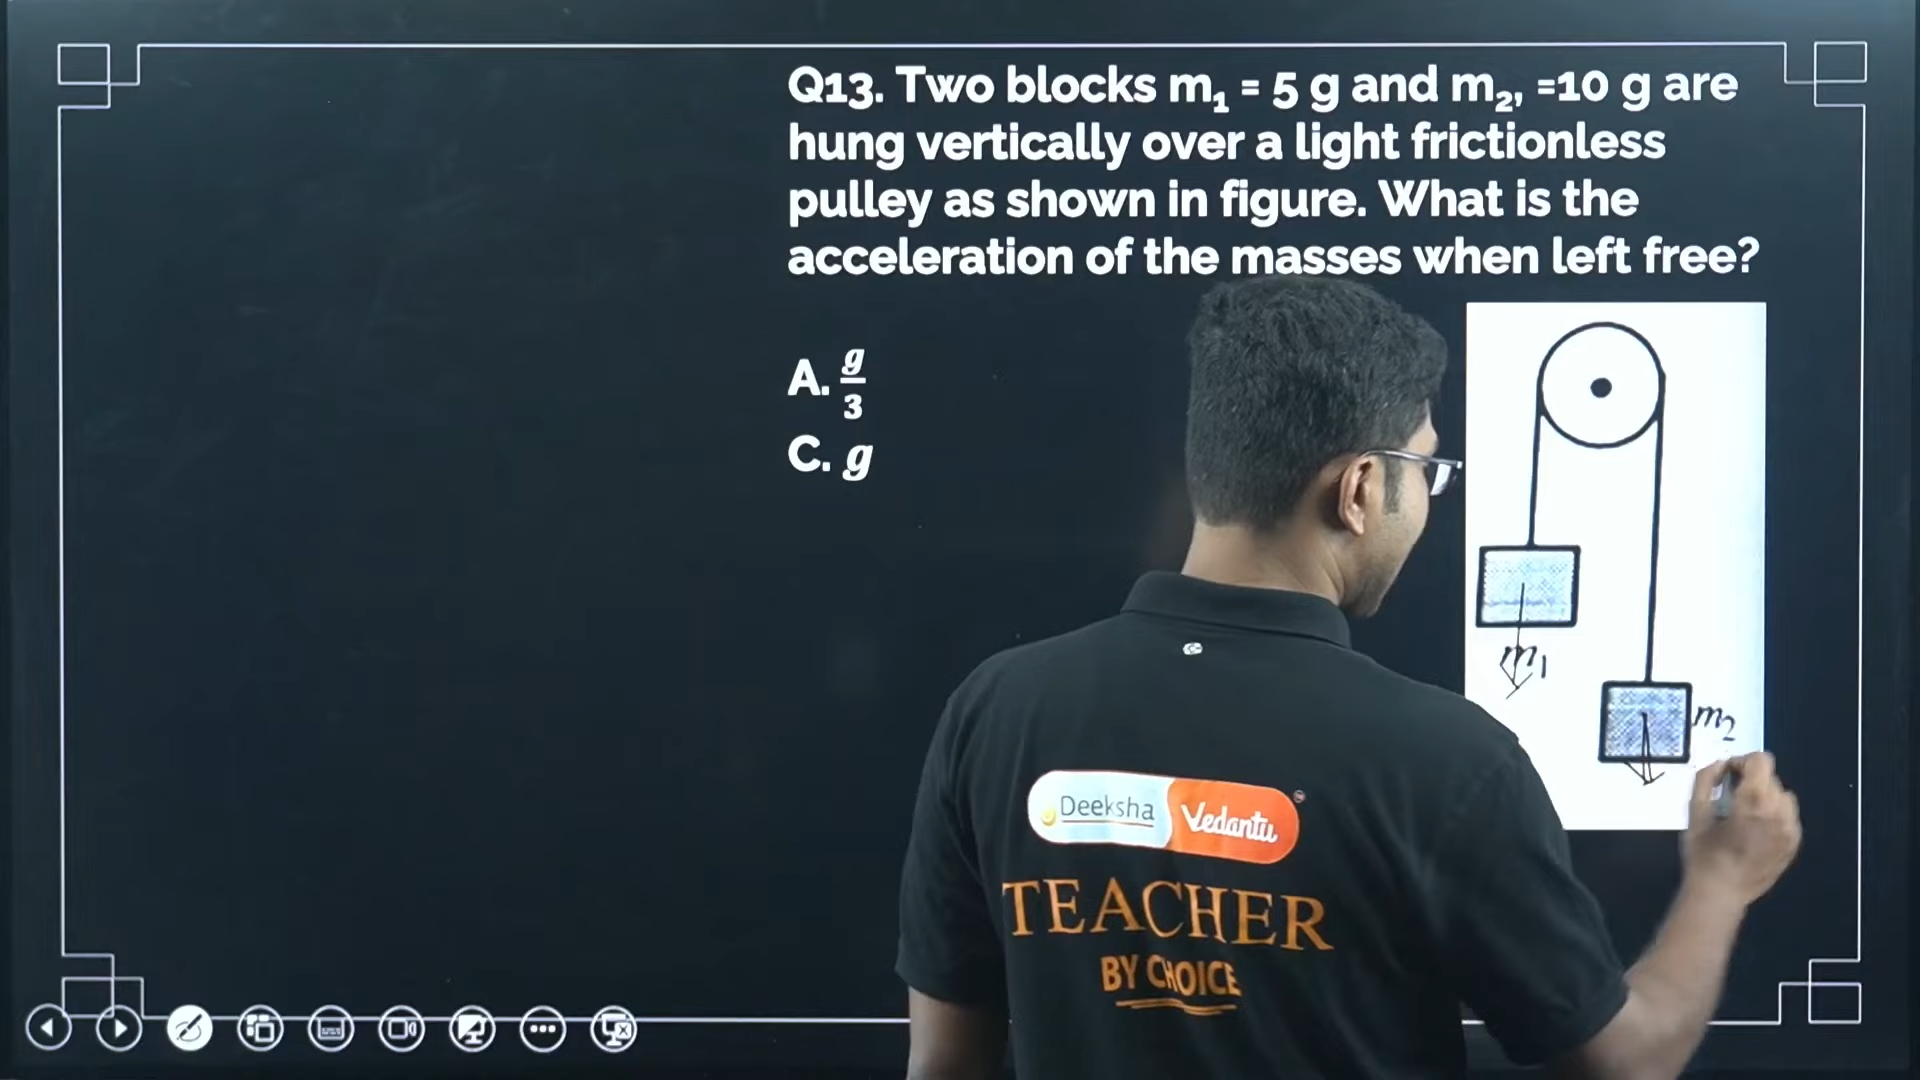 Q13. Two blocks m₁ = 5 g and m₂, =10 g are
hung vertically over a light frictionless
pulley as shown in figure. What is the
acceleration of the masses when left free?
A. g/3
C. g
m₁
m₂
Deeksha Vedantu
TEACHER
BY CHOICE